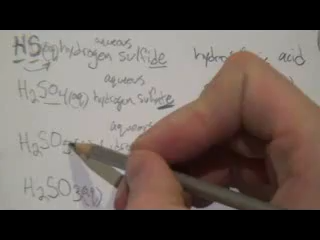 aqueous
HS(aq) hydrogen sulfide hydro acid
aqueous
H2SO4(aq) hydrogen sulfate
aqueous
H2SO
H2SO3(aq)